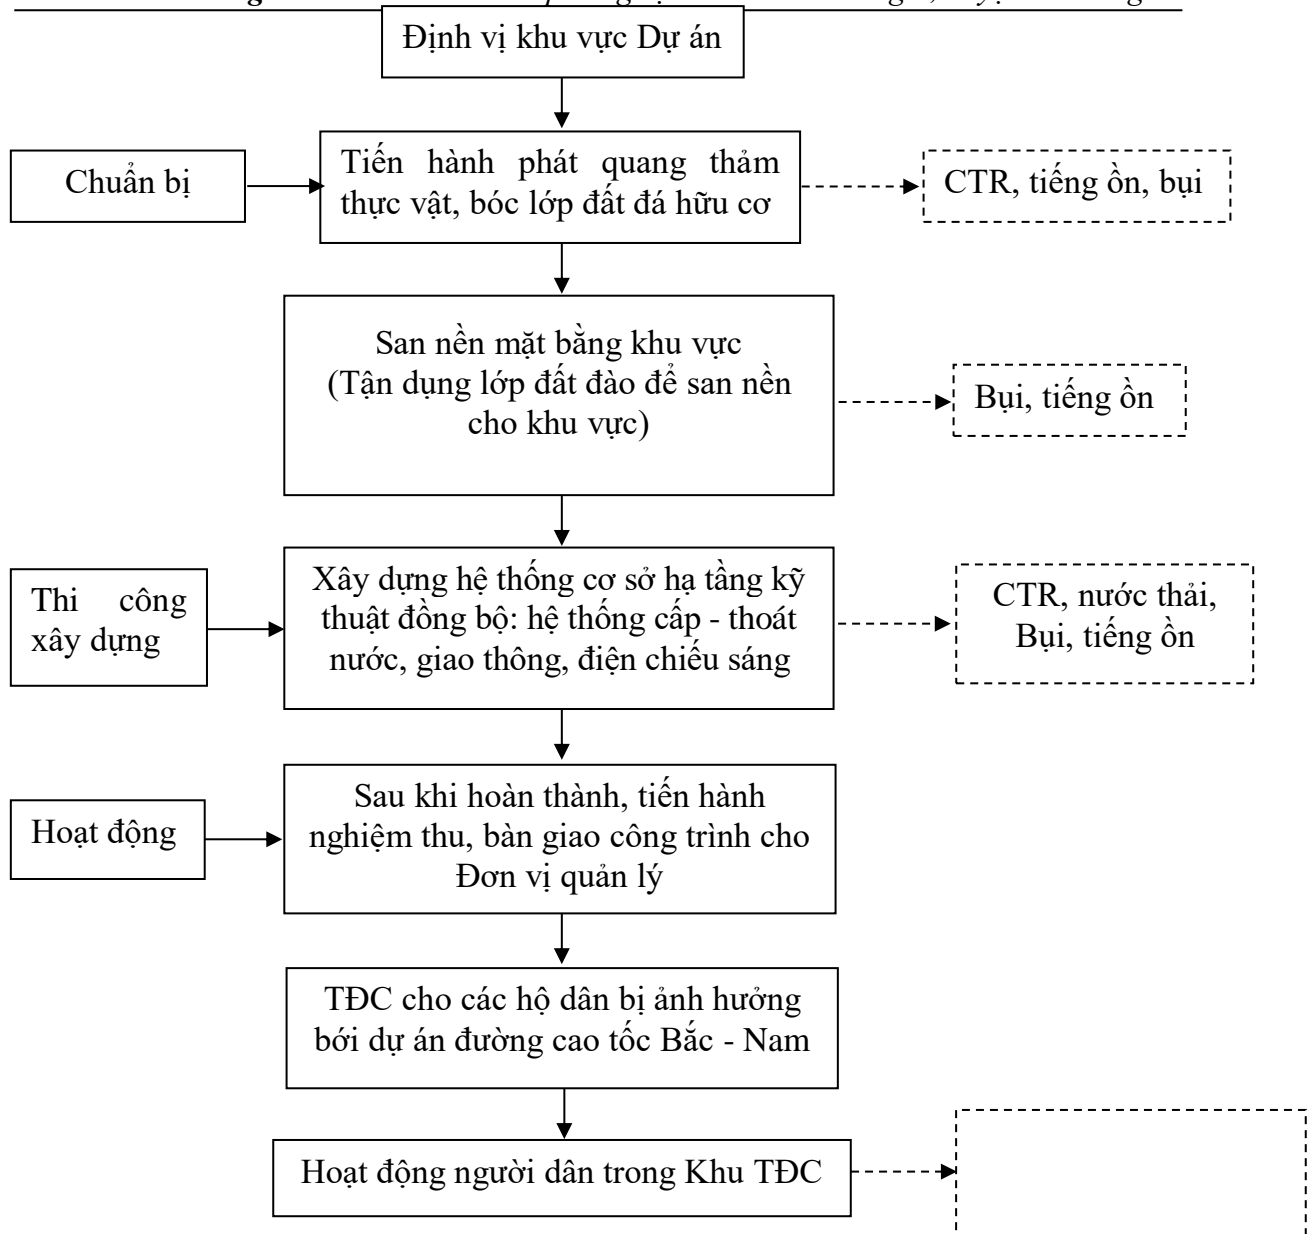 Định vị khu vực Dự án
Chuẩn bị
Tiến hành phát quang thảm
thực vật, bóc lớp đất đá hữu cơ
CTR, tiếng ồn, bụi
San nền mặt bằng khu vực
(Tận dụng lớp đất đào để san nền
cho khu vực)
Bụi, tiếng ồn
Thi công
xây dựng
Xây dựng hệ thống cơ sở hạ tầng kỹ
thuật đồng bộ: hệ thống cấp - thoát
nước, giao thông, điện chiếu sáng
CTR, nước thải,
Bụi, tiếng ồn
Hoạt động
Sau khi hoàn thành, tiến hành
nghiệm thu, bàn giao công trình cho
Đơn vị quản lý
TĐC cho các hộ dân bị ảnh hưởng
bới dự án đường cao tốc Bắc - Nam
Hoạt động người dân trong Khu TĐC